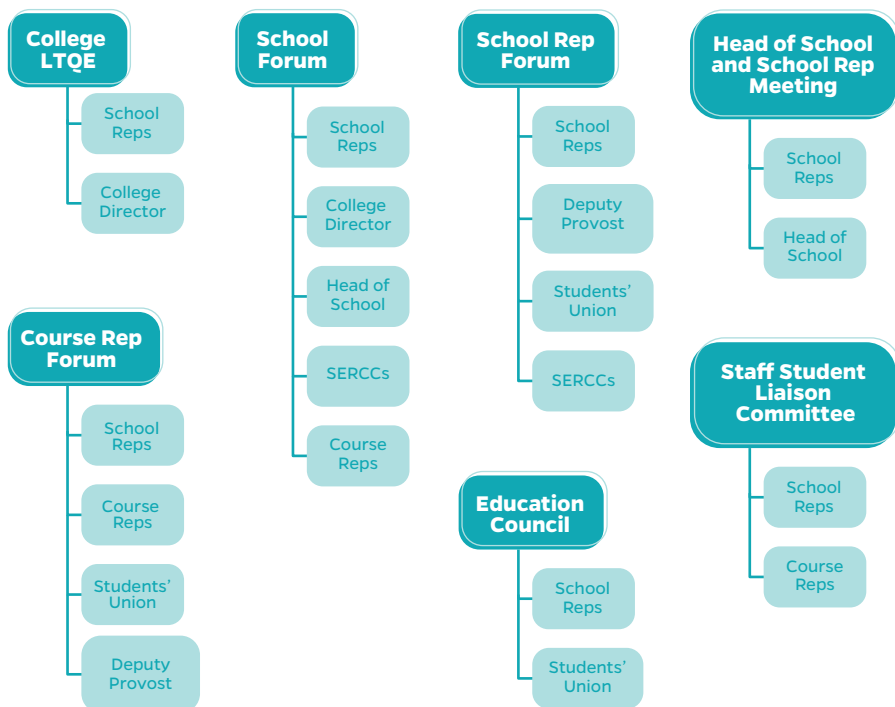 College
LTQE
School
Reps
College
Director
School
Forum
School
Reps
College
Director
Head of
School
SERCCs
Course
Reps
School Rep
Forum
School
Reps
Deputy
Provost
Students’
Union
SERCCs
Head of School
and School Rep
Meeting
School
Reps
Head of
School
Course Rep
Forum
School
Reps
Course
Reps
Students’
Union
Deputy
Provost
Education
Council
School
Reps
Students’
Union
Staff Student
Liaison
Committee
School
Reps
Course
Reps